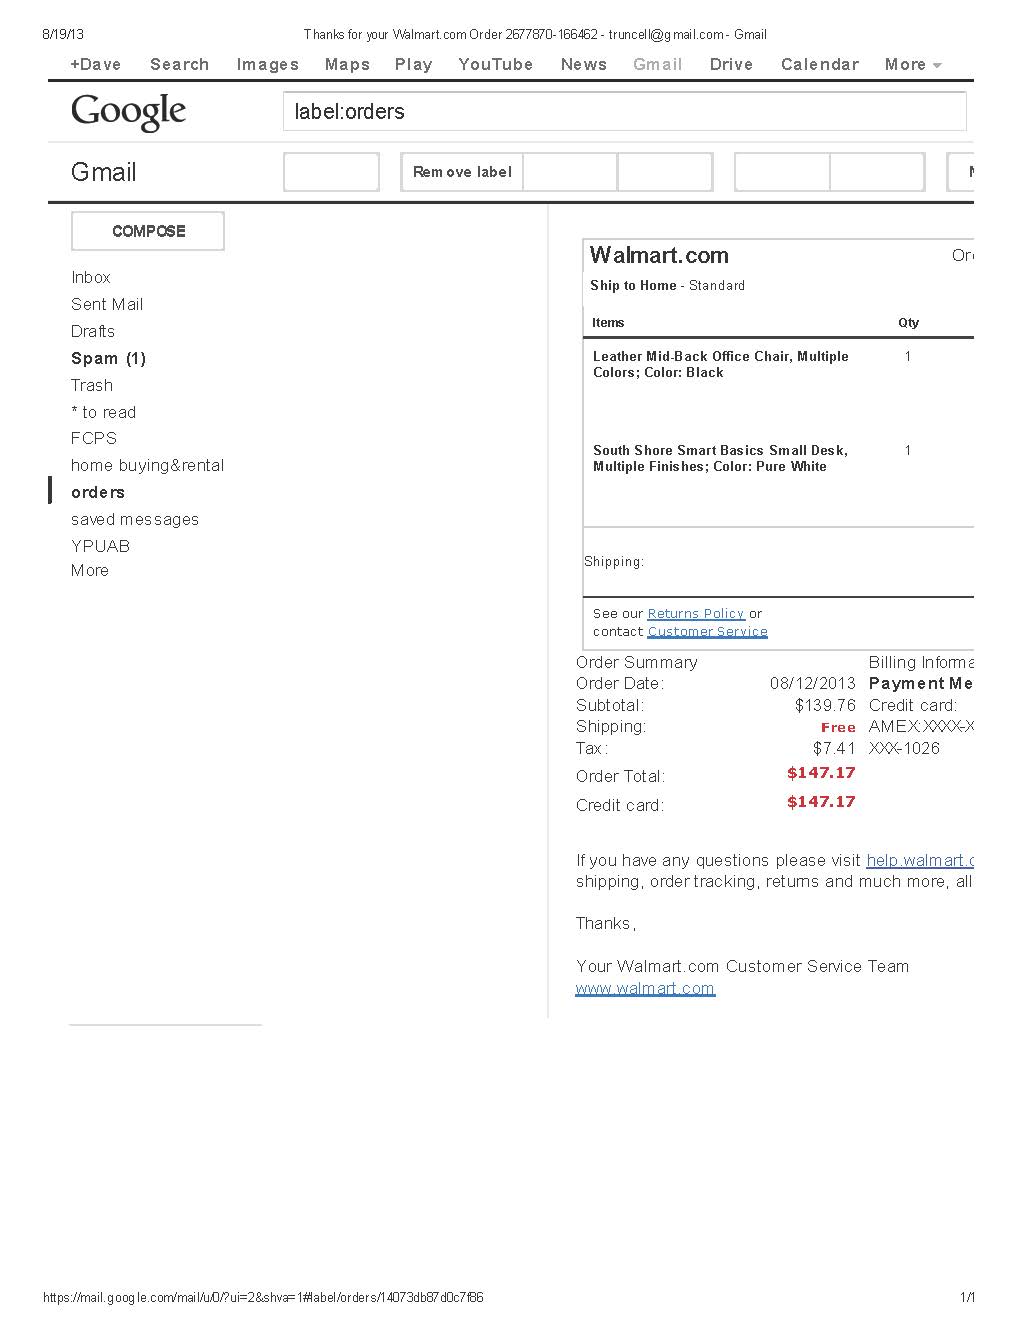 8/19/13 Thanks for your Walmart.com Order 2677870-166462 - truncell@gmail.com - Gmail
+Dave Search Images Maps Play YouTube News Gmail Drive Calendar More
Google label:orders
Gmail Remove label
COMPOSE
Inbox
Sent Mail
Drafts
Spam (1)
Trash
* to read
FCPS
home buying&rental
orders
saved messages
YPUAB
More
Walmart.com
Ship to Home - Standard
Items Qty
Leather Mid-Back Office Chair, Multiple 1
Colors; Color: Black
South Shore Smart Basics Small Desk, 1
Multiple Finishes; Color: Pure White
Shipping:
See our Returns Policy or
contact Customer Service
Order Summary Billing Informa
Order Date: 08/12/2013 Payment Me
Subtotal: $139.76 Credit card:
Shipping: Free AMEX:XXXX-X
Tax: $7.41 XXX-1026
Order Total: $147.17
Credit card: $147.17
If you have any questions please visit help.walmart.c
shipping, order tracking, returns and much more, all
Thanks,
Your Walmart.com Customer Service Team
www.walmart.com
https://mail.google.com/mail/u/0/?ui=2&shva=1#label/orders/14073db87d0c7f86 1/1